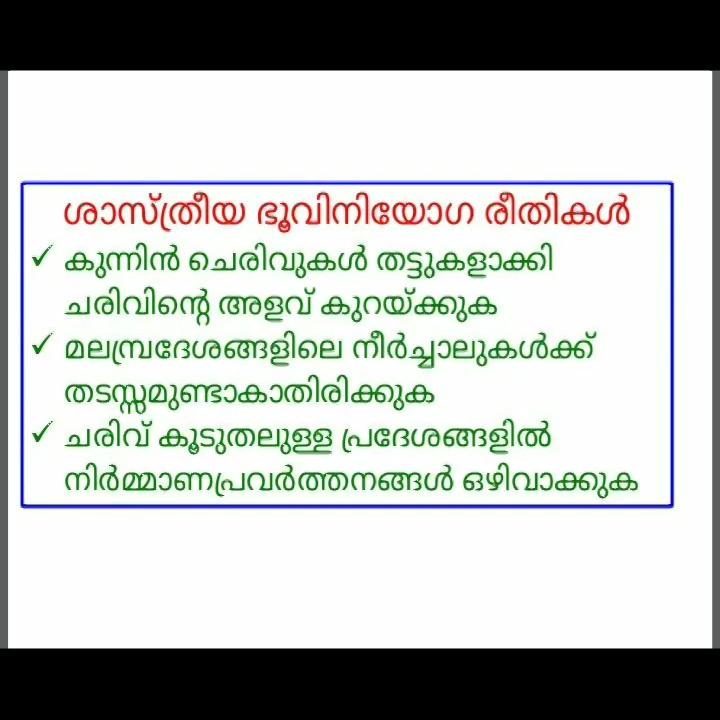 ശാസ്ത്രീയ ഭൂവിനിയോഗ രീതികൾ
✓ കുന്നിൻ ചെരിവുകൾ തട്ടുകളാക്കി
ചരിവിന്റെ അളവ് കുറയ്ക്കുക
✓ മലമ്പ്രദേശങ്ങളിലെ നീർച്ചാലുകൾക്ക്
തടസ്സമുണ്ടാകാതിരിക്കുക
✓ ചരിവ് കൂടുതലുള്ള പ്രദേശങ്ങളിൽ
നിർമ്മാണപ്രവർത്തനങ്ങൾ ഒഴിവാക്കുക